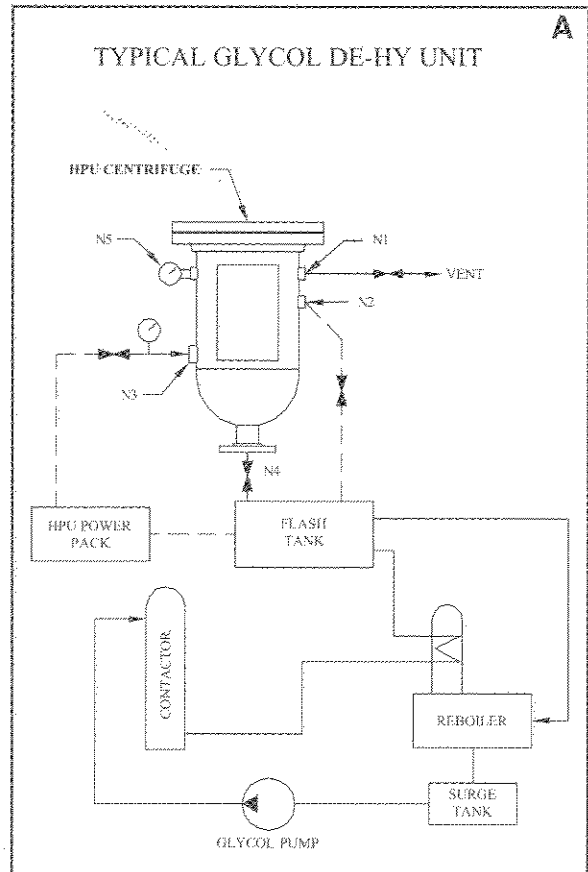 A
TYPICAL GLYCOL DE-HY UNIT
HPU CENTRIFUGE
N5
N1
VENT
N2
N3
N4
HPU POWER
PACK
FLASH
TANK
CONTACTOR
REBOILER
SURGE
TANK
GLYCOL PUMP